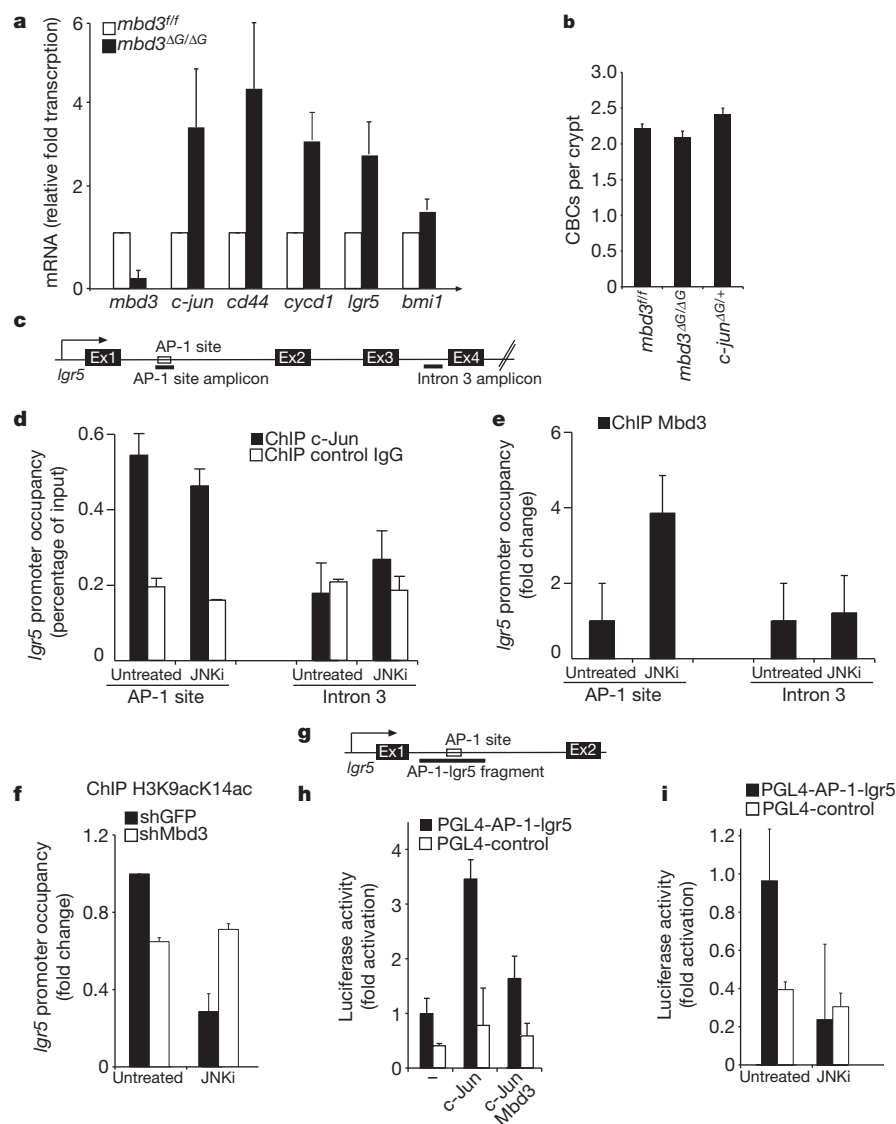 a
mbd3f/f
mbd3ΔG/ΔG
mRNA (relative fold transcrption)
6
4
2
0
mbd3 c-jun cd44 cycd1 lgr5 bmi1
b
CBCs per crypt
3.0
2.5
2.0
1.5
1.0
0.5
0
mbd3f/f
mbd3ΔG/ΔG
c-junΔG/+
c
lgr5
Ex1
AP-1 site
Ex2 Ex3 Ex4
AP-1 site amplicon
Intron 3 amplicon
d
lgr5 promoter occupancy
(percentage of input)
0.6
0.4
0.2
0
ChIP c-Jun
ChIP control IgG
Untreated JNKi Untreated JNKi
AP-1 site Intron 3
e
lgr5 promoter occupancy
(fold change)
6
4
2
0
ChIP Mbd3
Untreated JNKi Untreated JNKi
AP-1 site Intron 3
g
lgr5
Ex1
AP-1 site
Ex2
AP-1-lgr5 fragment
f
ChIP H3K9acK14ac
shGFP
shMbd3
lgr5 promoter occupancy
(fold change)
1.2
0.8
0.4
0
Untreated JNKi
h
PGL4-AP-1-lgr5
PGL4-control
Luciferase activity
(fold activation)
4
3
2
1
0
–
c-Jun
c-Jun
Mbd3
i
PGL4-AP-1-lgr5
PGL4-control
Luciferase activity
(fold activation)
1.2
1.0
0.8
0.6
0.4
0.2
0
Untreated JNKi